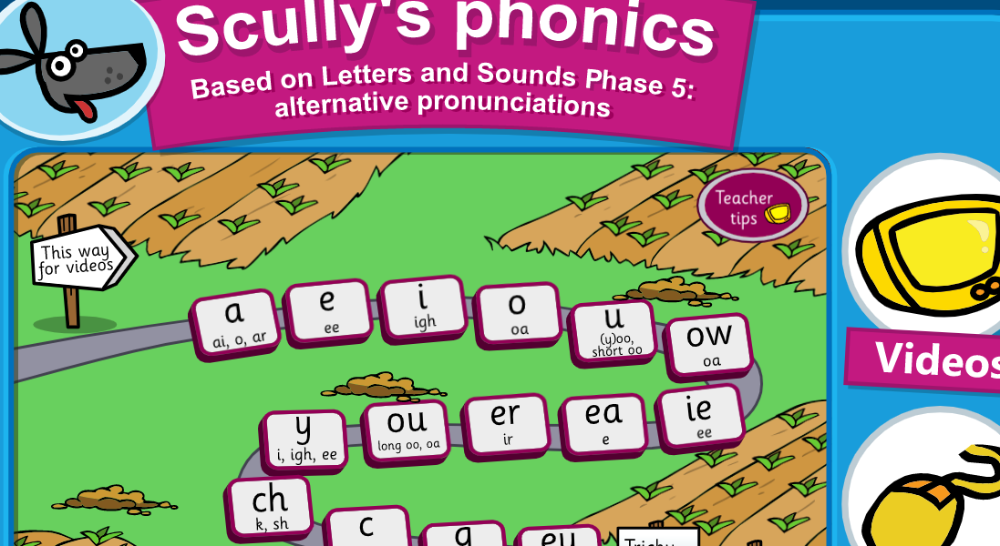 Scully's phonics
Based on Letters and Sounds Phase 5:
alternative pronunciations
Teacher
tips
This way
for videos
a
ai, o, ar
e
ee
i
igh
o
oa
u
(y)oo,
short oo
ow
oa
Videos
y
i, igh, ee
ou
long oo, oa
er
ir
ea
e
ie
ee
ch
k, sh
c
ey
Tricky